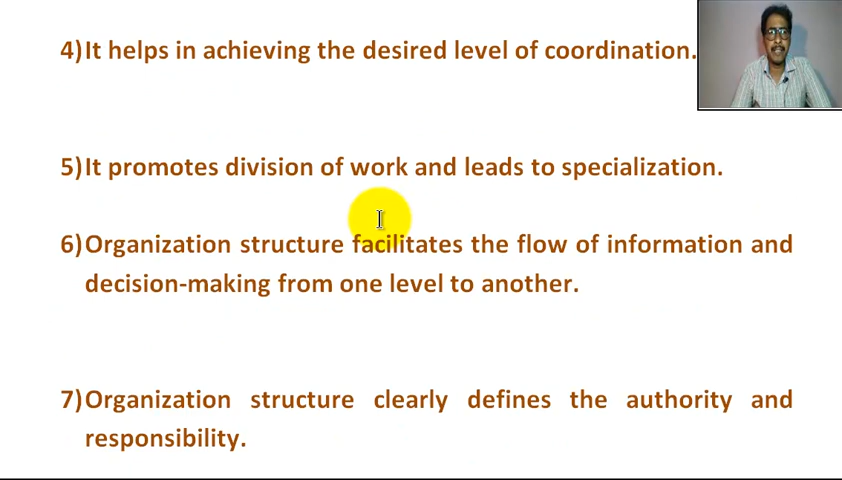 4) It helps in achieving the desired level of coordination.
5) It promotes division of work and leads to specialization.
6) Organization structure facilitates the flow of information and
decision-making from one level to another.
7) Organization structure clearly defines the authority and
responsibility.